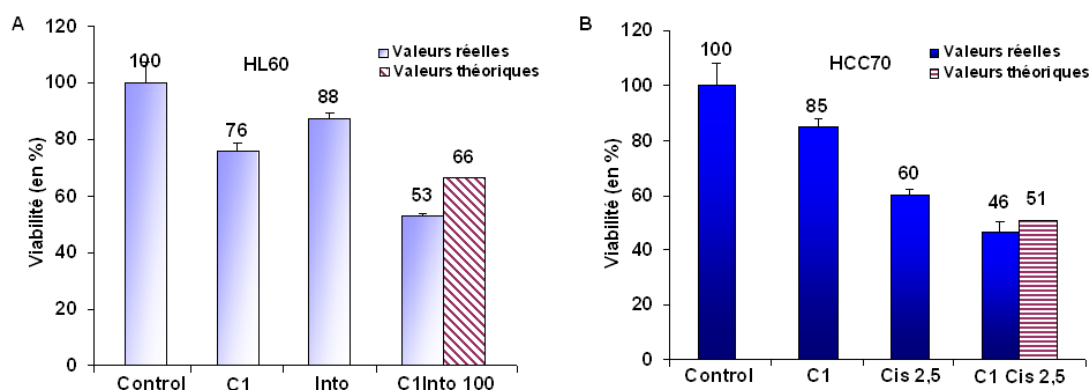 A
HL60
Valeurs réelles
Valeurs théoriques
Viabilité (en %)
120
100
80
60
40
20
0
100
76
88
53
66
Control
C1
Into
C1Into 100
B
HCC70
Valeurs réelles
Valeurs théoriques
Viabilité (en %)
120
100
80
60
40
20
0
100
85
60
46
51
Control
C1
Cis 2,5
C1 Cis 2,5